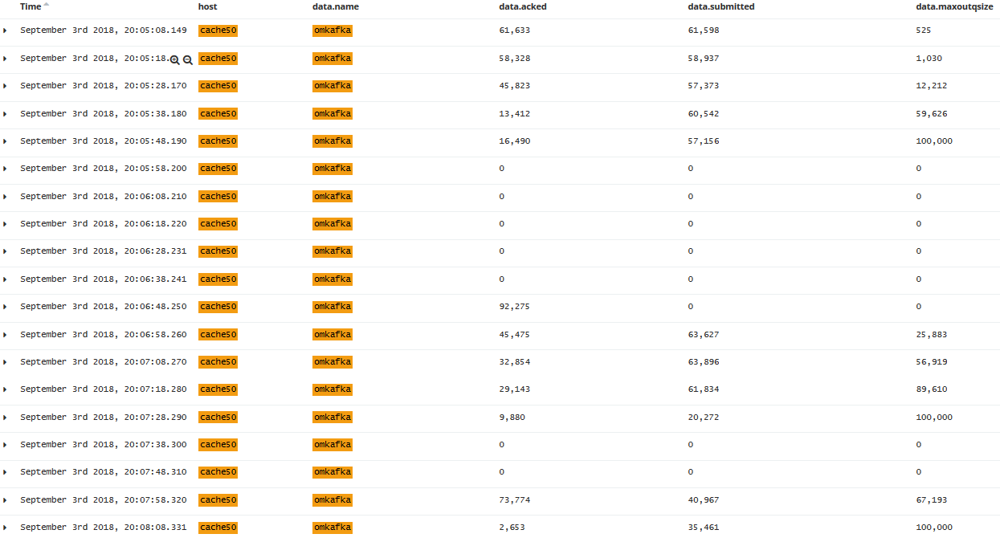 Time host data.name data.acked data.submitted data.maxoutqsize
September 3rd 2018, 20:05:08.149 cache50 omkafka 61,633 61,598 525
September 3rd 2018, 20:05:18. cache50 omkafka 58,328 58,937 1,030
September 3rd 2018, 20:05:28.170 cache50 omkafka 45,823 57,373 12,212
September 3rd 2018, 20:05:38.180 cache50 omkafka 13,412 60,542 59,626
September 3rd 2018, 20:05:48.190 cache50 omkafka 16,490 57,156 100,000
September 3rd 2018, 20:05:58.200 cache50 omkafka 0 0 0
September 3rd 2018, 20:06:08.210 cache50 omkafka 0 0 0
September 3rd 2018, 20:06:18.220 cache50 omkafka 0 0 0
September 3rd 2018, 20:06:28.231 cache50 omkafka 0 0 0
September 3rd 2018, 20:06:38.241 cache50 omkafka 0 0 0
September 3rd 2018, 20:06:48.250 cache50 omkafka 92,275 0 0
September 3rd 2018, 20:06:58.260 cache50 omkafka 45,475 63,627 25,883
September 3rd 2018, 20:07:08.270 cache50 omkafka 32,854 63,896 56,919
September 3rd 2018, 20:07:18.280 cache50 omkafka 29,143 61,834 89,610
September 3rd 2018, 20:07:28.290 cache50 omkafka 9,880 20,272 100,000
September 3rd 2018, 20:07:38.300 cache50 omkafka 0 0 0
September 3rd 2018, 20:07:48.310 cache50 omkafka 0 0 0
September 3rd 2018, 20:07:58.320 cache50 omkafka 73,774 40,967 67,193
September 3rd 2018, 20:08:08.331 cache50 omkafka 2,653 35,461 100,000